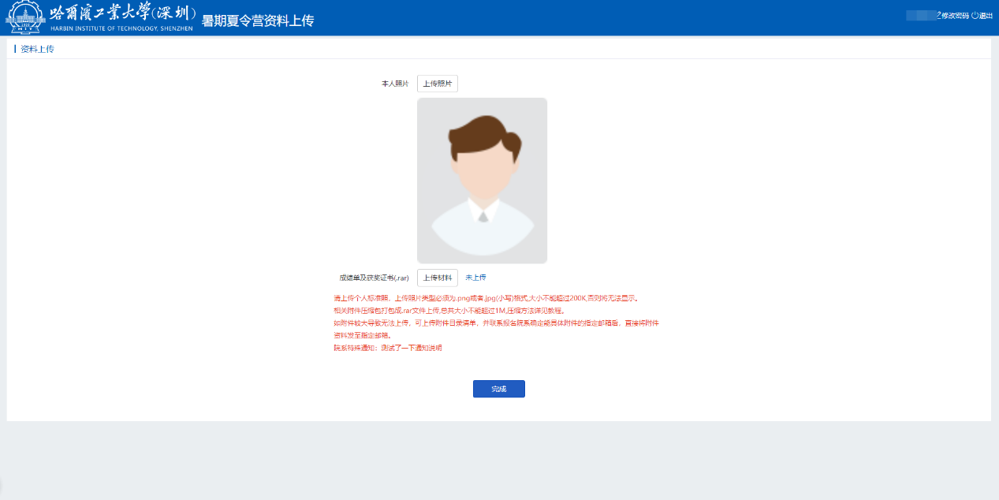 哈爾濱工業大學(深圳)
HARBIN INSTITUTE OF TECHNOLOGY, SHENZHEN
暑期夏令营资料上传
修改密码 退出
资料上传
本人照片 上传照片
成绩单及获奖证书(.rar) 上传材料 未上传
请上传个人标准照，上传照片类型必须为.png或者.jpg(小写)格式,大小不能超过200K,否则将无法显示。
相关附件压缩包打包成.rar文件上传,总共大小不能超过1M,压缩方法详见教程。
如附件较大导致无法上传，可上传附件目录清单，并联系报名院系确定能具体附件的指定邮箱后，直接将附件
资料发至指定邮箱。
院系特殊通知：测试了一下通知说明
完成